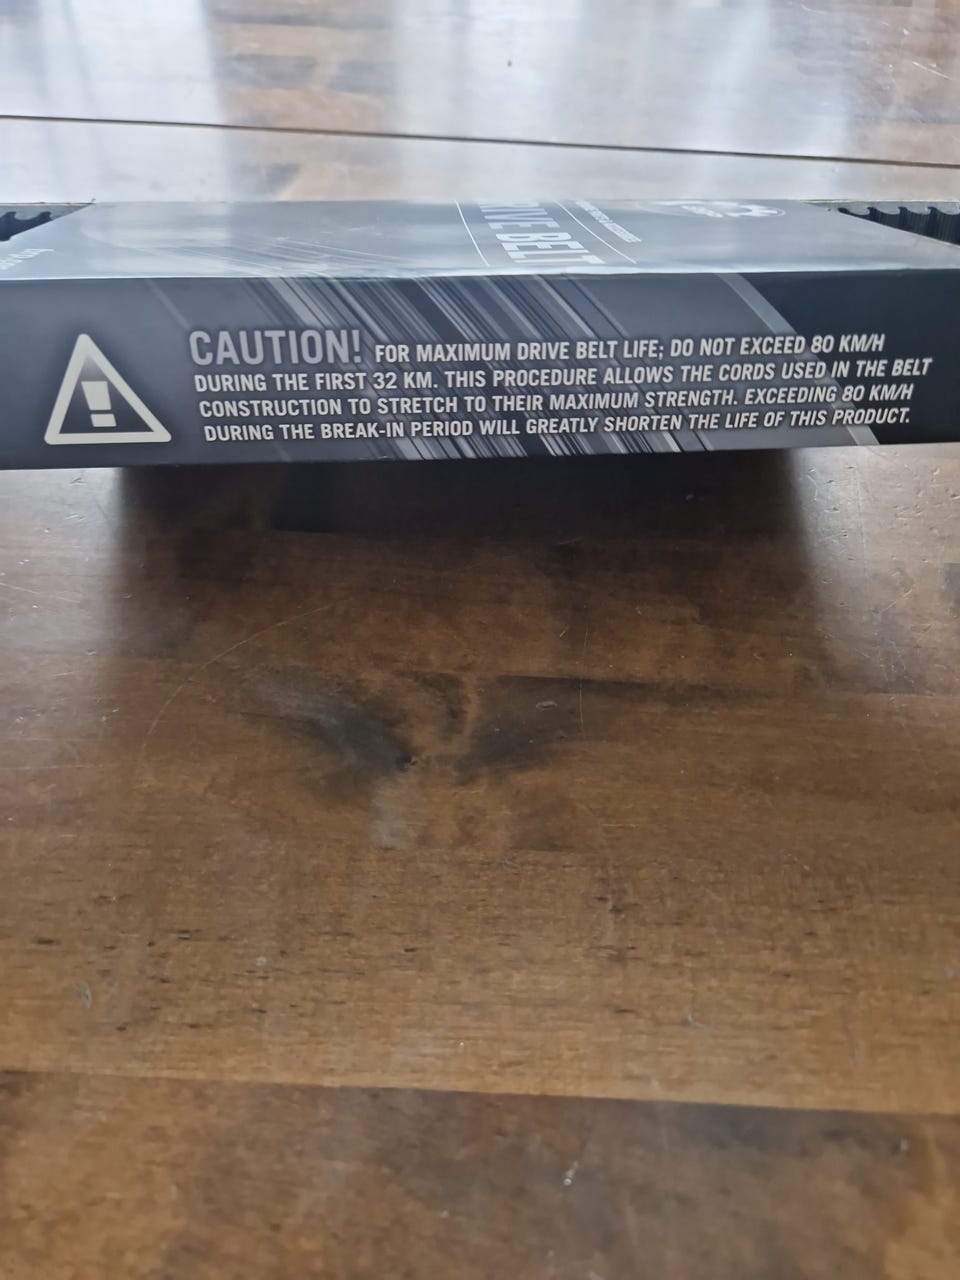 RIVE BELT
CAUTION! FOR MAXIMUM DRIVE BELT LIFE; DO NOT EXCEED 80 KM/H
DURING THE FIRST 32 KM. THIS PROCEDURE ALLOWS THE CORDS USED IN THE BELT
CONSTRUCTION TO STRETCH TO THEIR MAXIMUM STRENGTH. EXCEEDING 80 KM/H
DURING THE BREAK-IN PERIOD WILL GREATLY SHORTEN THE LIFE OF THIS PRODUCT.